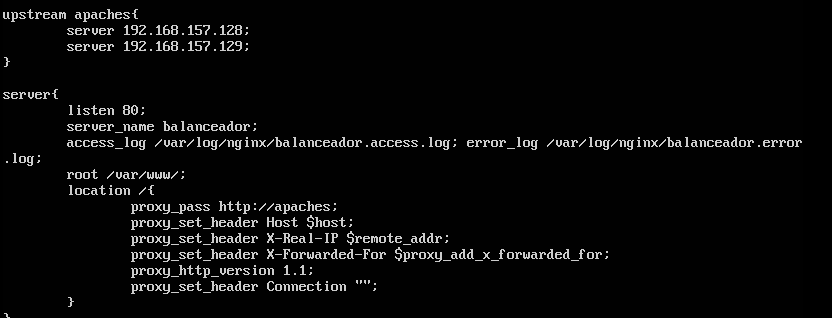 upstream apaches{
        server 192.168.157.128;
        server 192.168.157.129;
}

server{
        listen 80;
        server_name balanceador;
        access_log /var/log/nginx/balanceador.access.log; error_log /var/log/nginx/balanceador.error
.log;
        root /var/www/;
        location /{
                proxy_pass http://apaches;
                proxy_set_header Host $host;
                proxy_set_header X-Real-IP $remote_addr;
                proxy_set_header X-Forwarded-For $proxy_add_x_forwarded_for;
                proxy_http_version 1.1;
                proxy_set_header Connection "";
        }
}